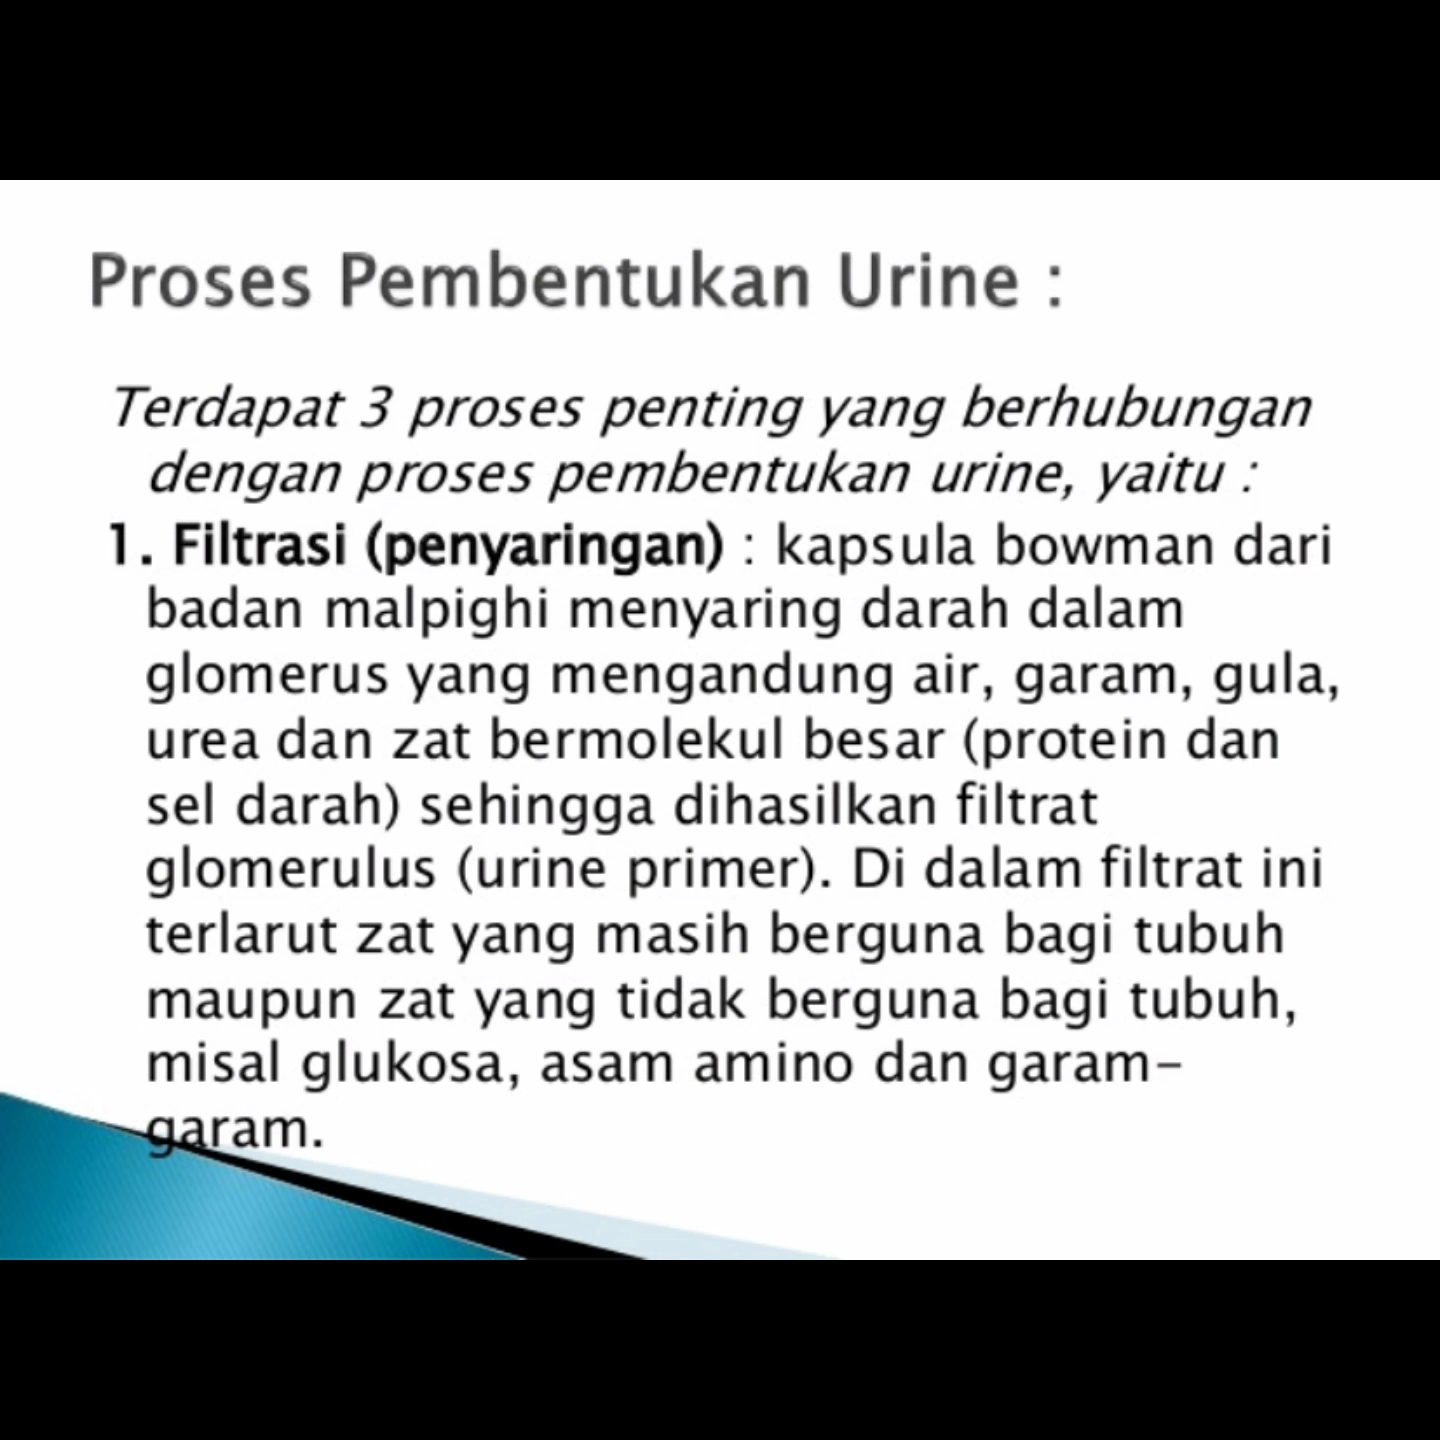 Proses Pembentukan Urine :
Terdapat 3 proses penting yang berhubungan
dengan proses pembentukan urine, yaitu :
1. Filtrasi (penyaringan) : kapsula bowman dari
badan malpighi menyaring darah dalam
glomerus yang mengandung air, garam, gula,
urea dan zat bermolekul besar (protein dan
sel darah) sehingga dihasilkan filtrat
glomerulus (urine primer). Di dalam filtrat ini
terlarut zat yang masih berguna bagi tubuh
maupun zat yang tidak berguna bagi tubuh,
misal glukosa, asam amino dan garam-
garam.